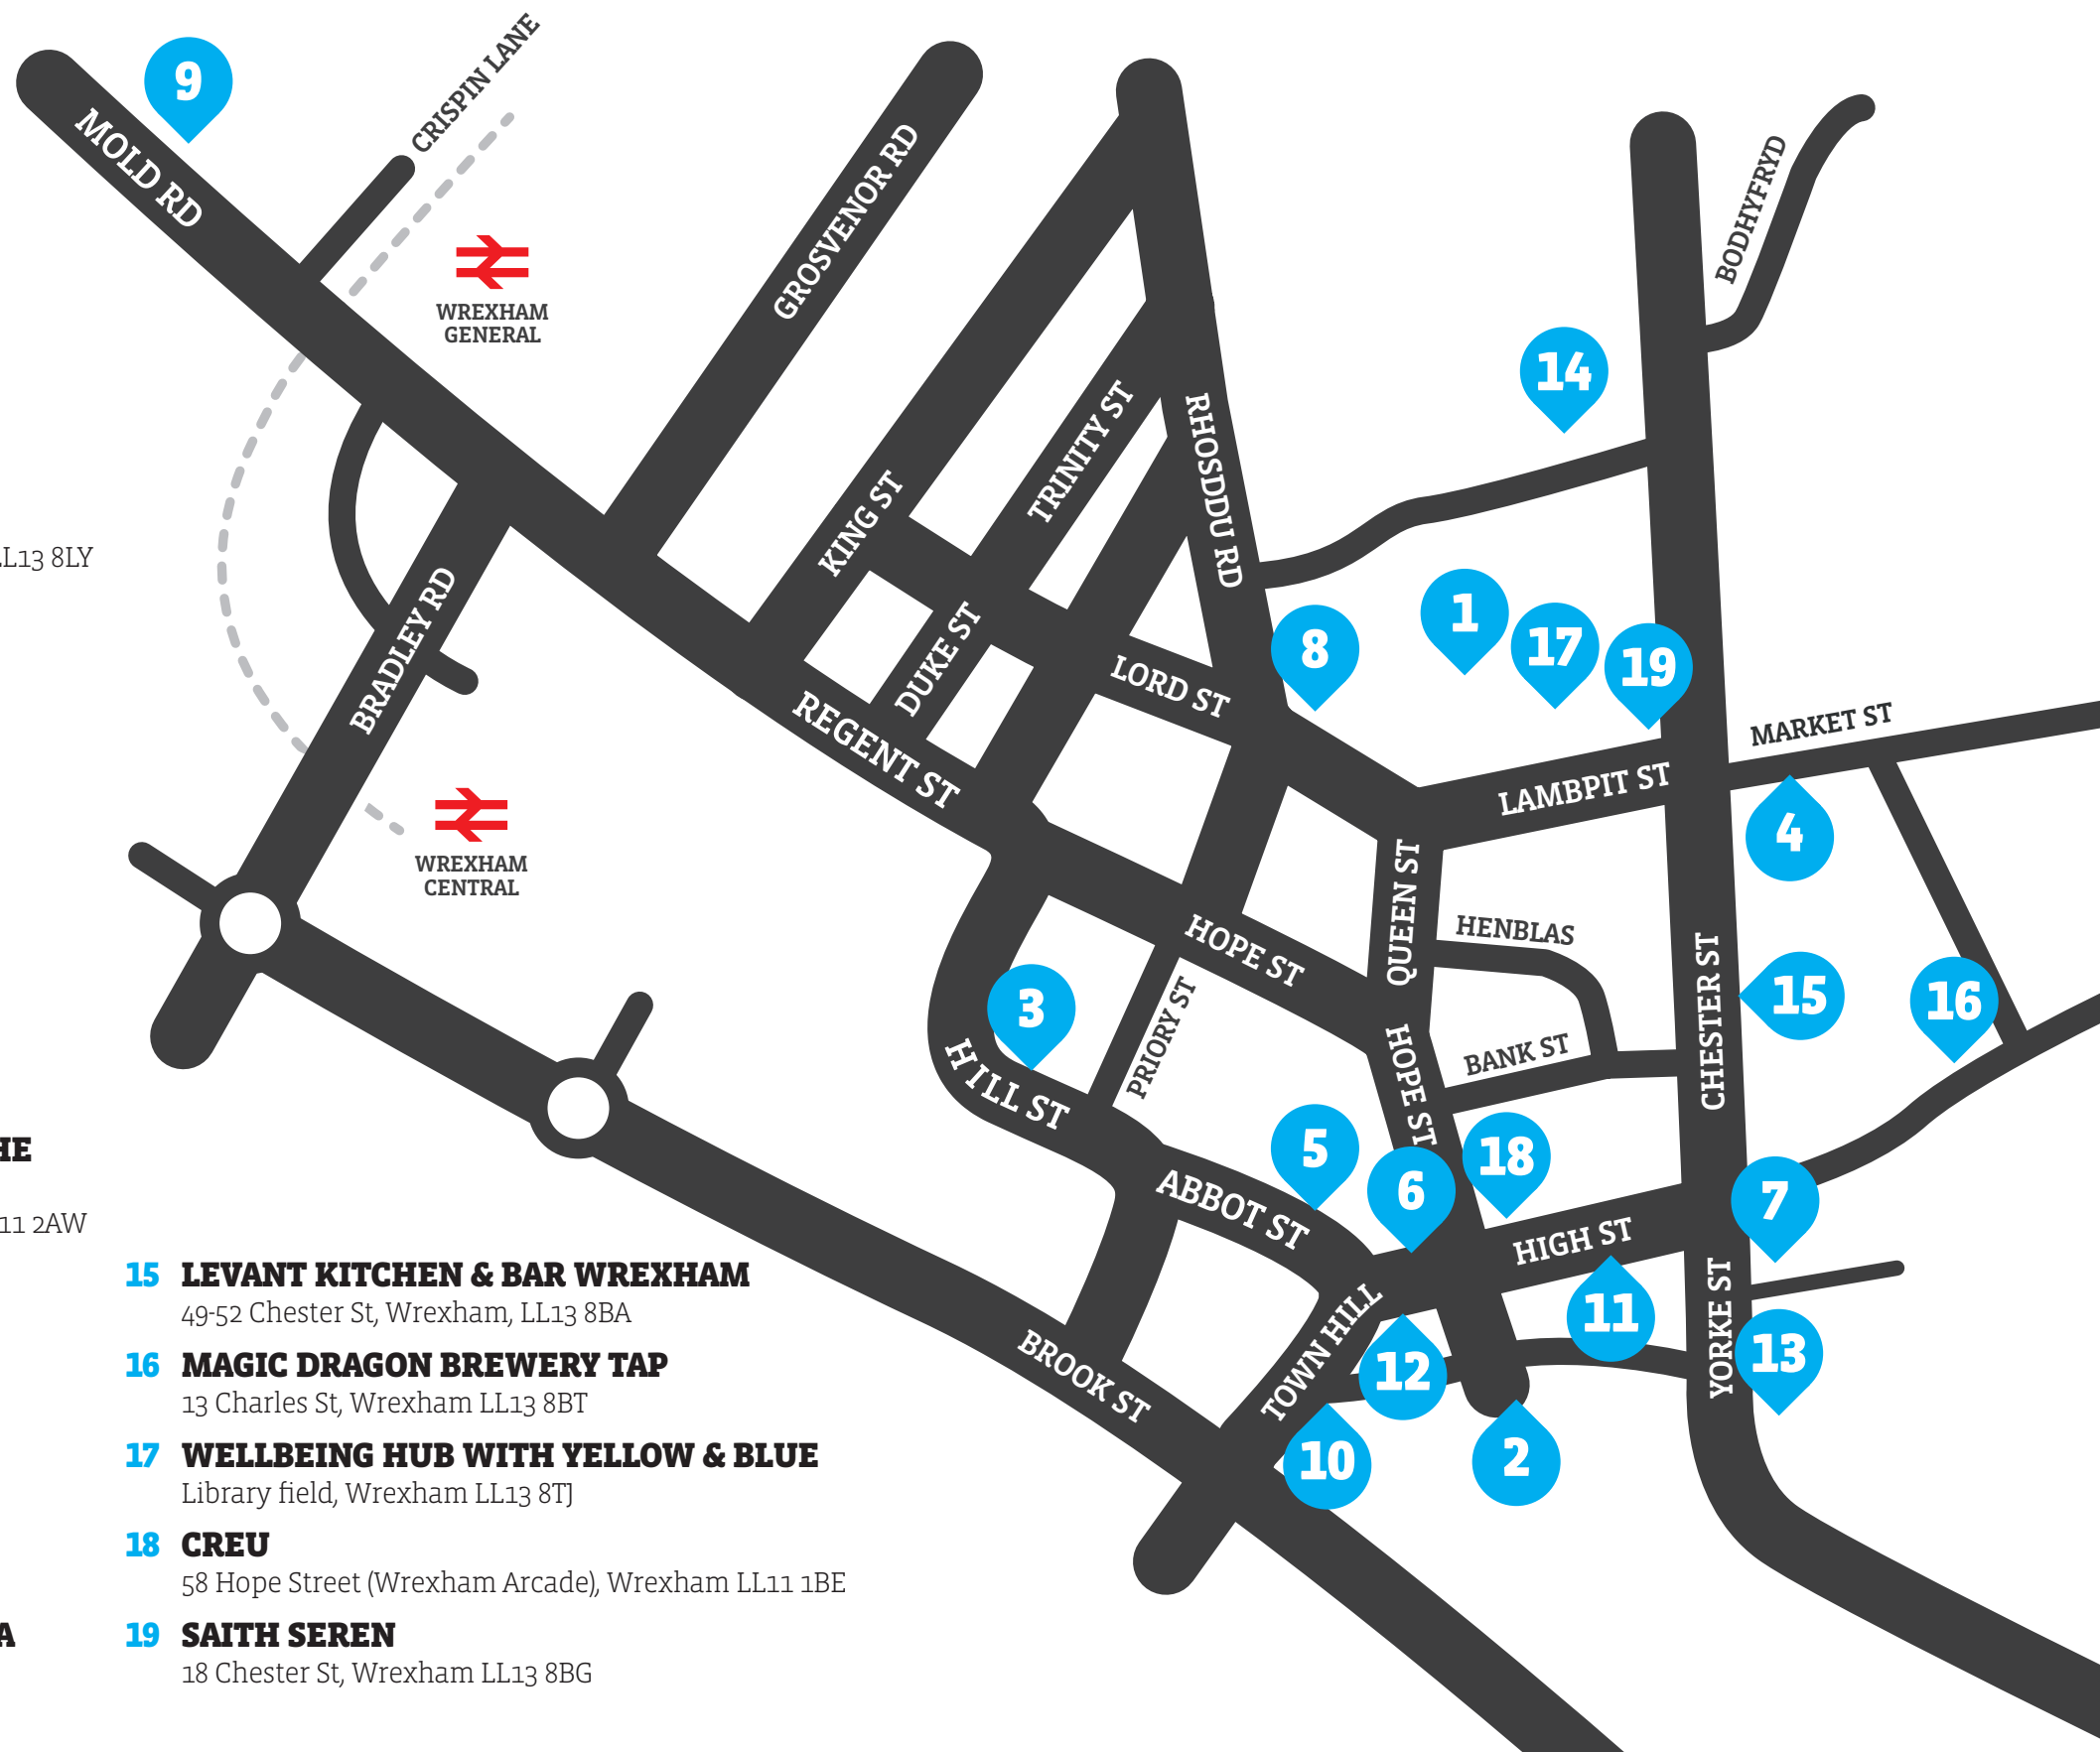 9
CRISPIN LANE
MOLD RD
WREXHAM
GENERAL
GROSVENOR RD
BODHYFRYD
14
TRINITY ST
RHOSDDU RD
KING ST
LL13 8LY
BRADLEY RD
DUKE ST
LORD ST
8
1
17
19
REGENT ST
MARKET ST
LAMBPIT ST
4
WREXHAM
CENTRAL
QUEEN ST
HENBLAS
HOPE ST
CHESTER ST
15
16
3
PRIORY ST
HILL ST
HOPE ST
BANK ST
5
18
6
7
ABBOT ST
HIGH ST
11
YORKE ST
13
TOWN HILL
12
BROOK ST
10
2
HE
11 2AW
A
15 LEVANT KITCHEN & BAR WREXHAM
49-52 Chester St, Wrexham, LL13 8BA
16 MAGIC DRAGON BREWERY TAP
13 Charles St, Wrexham LL13 8BT
17 WELLBEING HUB WITH YELLOW & BLUE
Library field, Wrexham LL13 8TJ
18 CREU
58 Hope Street (Wrexham Arcade), Wrexham LL11 1BE
19 SAITH SEREN
18 Chester St, Wrexham LL13 8BG